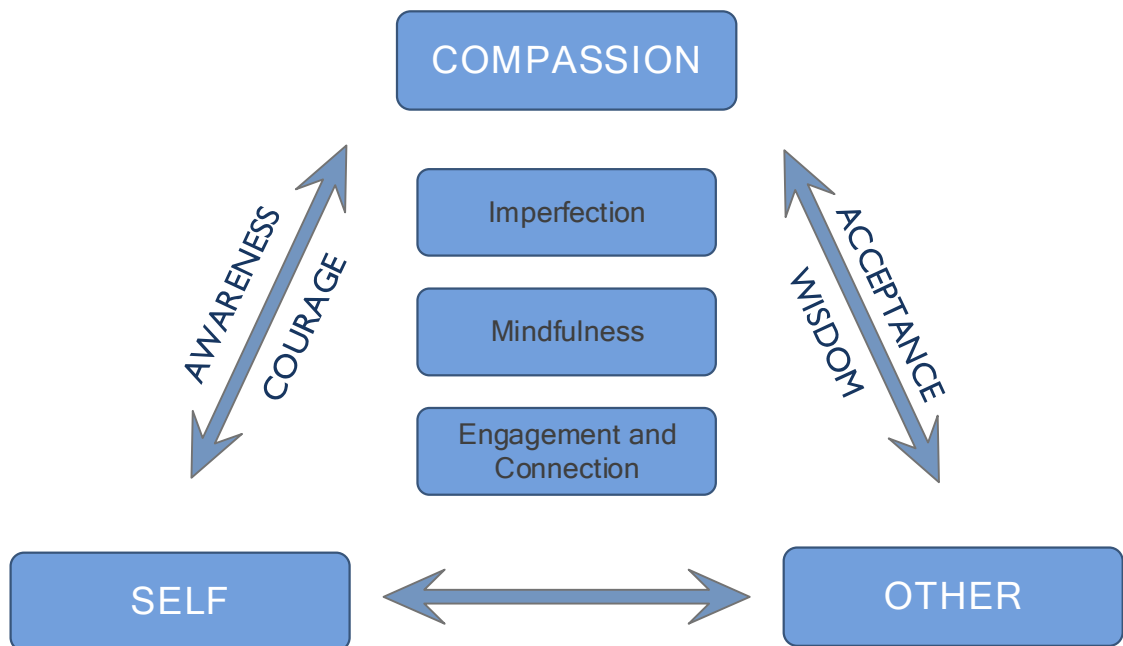 COMPASSION
AWARENESS
COURAGE
Imperfection
Mindfulness
Engagement and
Connection
ACCEPTANCE
WISDOM
SELF
OTHER